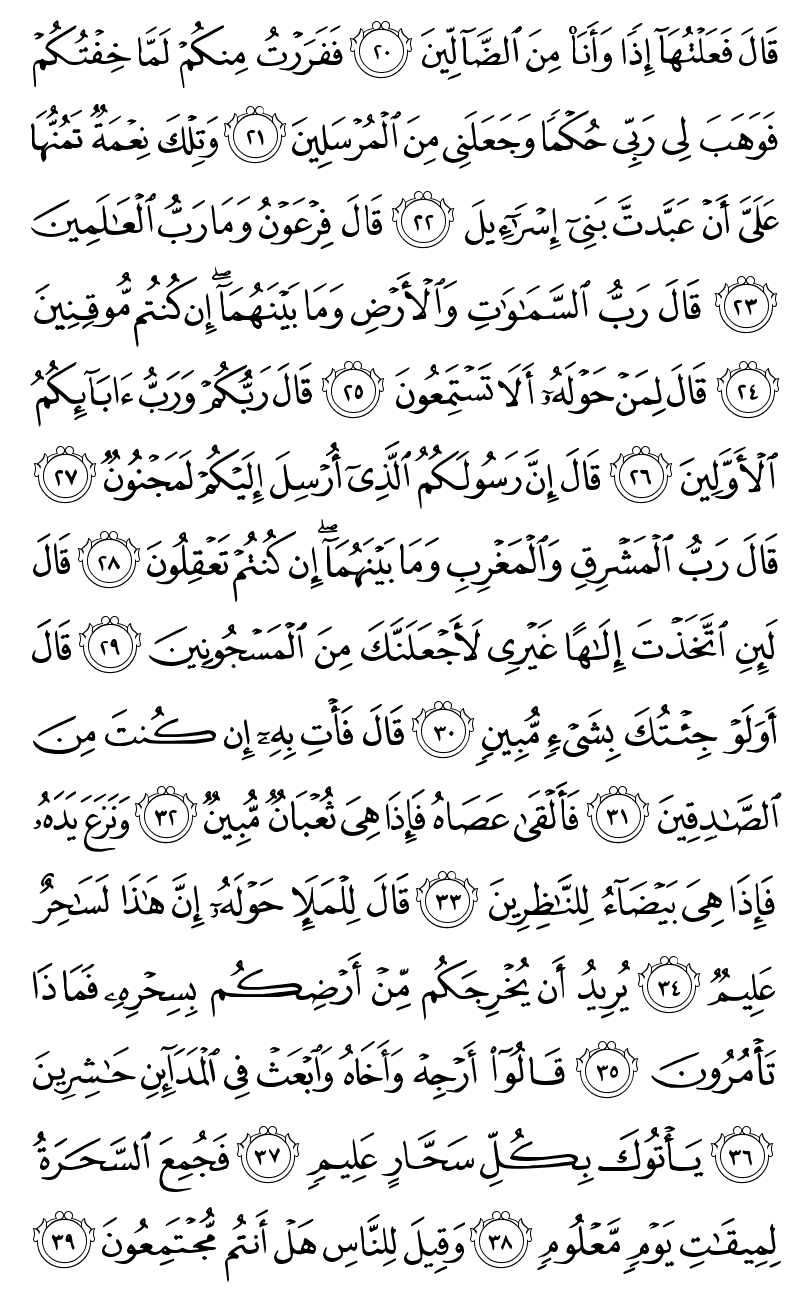 قَالَ فَعَلْتُهَآ إِذًا وَأَنَا۠ مِنَ ٱلضَّآلِّينَ ٢٠ فَفَرَرْتُ مِنكُمْ لَمَّا خِفْتُكُمْ
فَوَهَبَ لِى رَبِّى حُكْمًا وَجَعَلَنِى مِنَ ٱلْمُرْسَلِينَ ٢١ وَتِلْكَ نِعْمَةٌ تَمُنُّهَا
عَلَىَّ أَنْ عَبَّدتَّ بَنِىٓ إِسْرَٰٓءِيلَ ٢٢ قَالَ فِرْعَوْنُ وَمَا رَبُّ ٱلْعَـٰلَمِينَ
٢٣ قَالَ رَبُّ ٱلسَّمَـٰوَٰتِ وَٱلْأَرْضِ وَمَا بَيْنَهُمَآ ۖ إِن كُنتُم مُّوقِنِينَ
٢٤ قَالَ لِمَنْ حَوْلَهُۥٓ أَلَا تَسْتَمِعُونَ ٢٥ قَالَ رَبُّكُمْ وَرَبُّ ءَابَآئِكُمُ
ٱلْأَوَّلِينَ ٢٦ قَالَ إِنَّ رَسُولَكُمُ ٱلَّذِىٓ أُرْسِلَ إِلَيْكُمْ لَمَجْنُونٌ ٢٧
قَالَ رَبُّ ٱلْمَشْرِقِ وَٱلْمَغْرِبِ وَمَا بَيْنَهُمَآ ۖ إِن كُنتُمْ تَعْقِلُونَ ٢٨ قَالَ
لَئِنِ ٱتَّخَذْتَ إِلَـٰهًا غَيْرِى لَأَجْعَلَنَّكَ مِنَ ٱلْمَسْجُونِينَ ٢٩ قَالَ
أَوَلَوْ جِئْتُكَ بِشَىْءٍ مُّبِينٍ ٣٠ قَالَ فَأْتِ بِهِۦٓ إِن كُنتَ مِنَ
ٱلصَّـٰدِقِينَ ٣١ فَأَلْقَىٰ عَصَاهُ فَإِذَا هِىَ ثُعْبَانٌ مُّبِينٌ ٣٢ وَنَزَعَ يَدَهُۥ
فَإِذَا هِىَ بَيْضَآءُ لِلنَّـٰظِرِينَ ٣٣ قَالَ لِلْمَلَإِ حَوْلَهُۥٓ إِنَّ هَـٰذَا لَسَـٰحِرٌ
عَلِيمٌ ٣٤ يُرِيدُ أَن يُخْرِجَكُم مِّنْ أَرْضِكُم بِسِحْرِهِۦ فَمَاذَا
تَأْمُرُونَ ٣٥ قَالُوٓا۟ أَرْجِهْ وَأَخَاهُ وَٱبْعَثْ فِى ٱلْمَدَآئِنِ حَـٰشِرِينَ
٣٦ يَأْتُوكَ بِكُلِّ سَحَّارٍ عَلِيمٍ ٣٧ فَجُمِعَ ٱلسَّحَرَةُ
لِمِيقَـٰتِ يَوْمٍ مَّعْلُومٍ ٣٨ وَقِيلَ لِلنَّاسِ هَلْ أَنتُم مُّجْتَمِعُونَ ٣٩